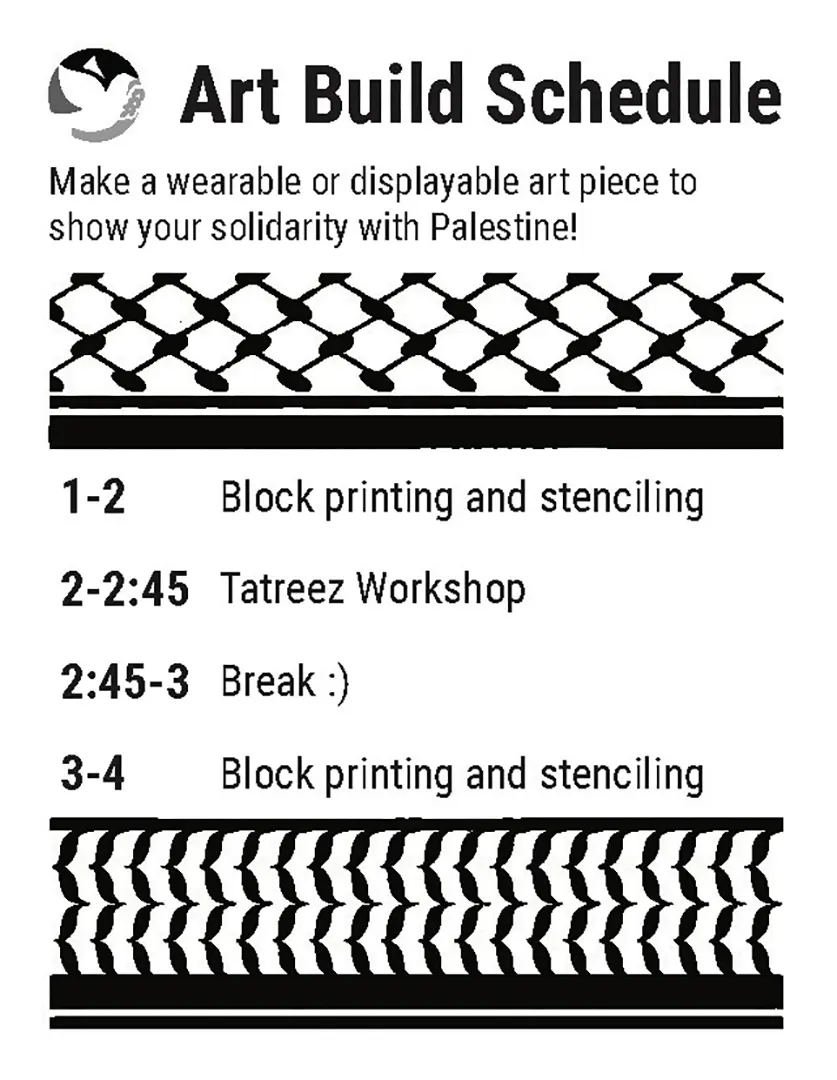 Art Build Schedule
Make a wearable or displayable art piece to
show your solidarity with Palestine!
1-2 Block printing and stenciling
2-2:45 Tatreez Workshop
2:45-3 Break :)
3-4 Block printing and stenciling